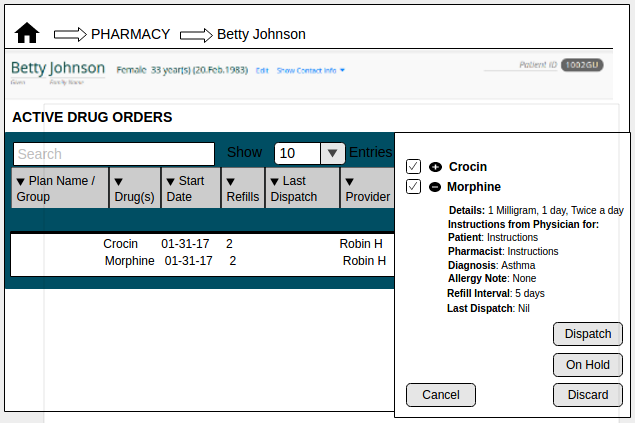 PHARMACY Betty Johnson
Betty Johnson Female 33 year(s) (20.Feb.1983) Edit Show Contact Info Patient ID 1002GU
Given Family Name
ACTIVE DRUG ORDERS
Search Show 10 Entries
Plan Name / Group Drug(s) Start Date Refills Last Dispatch Provider
Crocin 01-31-17 2 Robin H
Morphine 01-31-17 2 Robin H
Crocin
Morphine
Details: 1 Milligram, 1 day, Twice a day
Instructions from Physician for:
Patient: Instructions
Pharmacist: Instructions
Diagnosis: Asthma
Allergy Note: None
Refill Interval: 5 days
Last Dispatch: Nil
Dispatch
On Hold
Cancel Discard